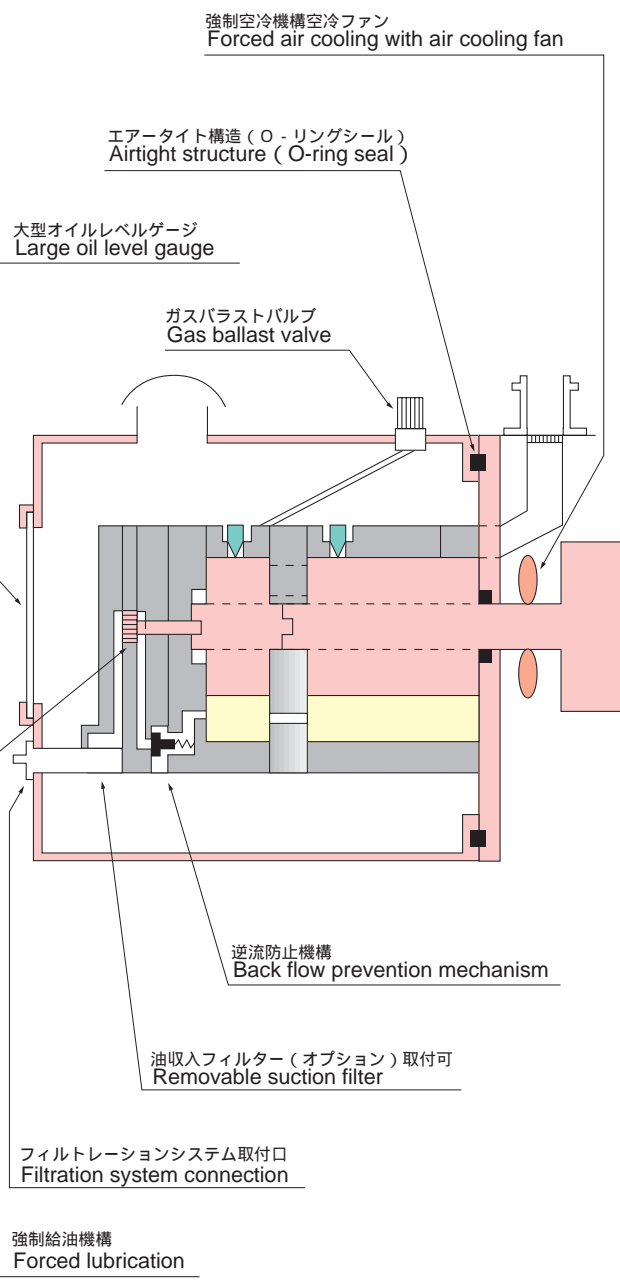 強制空冷機構空冷ファン
Forced air cooling with air cooling fan
エアータイト構造（O - リングシール）
Airtight structure（O-ring seal）
大型オイルレベルゲージ
Large oil level gauge
ガスバラストバルブ
Gas ballast valve
逆流防止機構
Back flow prevention mechanism
油収入フィルター（オプション）取付可
Removable suction filter
フィルトレーションシステム取付口
Filtration system connection
強制給油機構
Forced lubrication